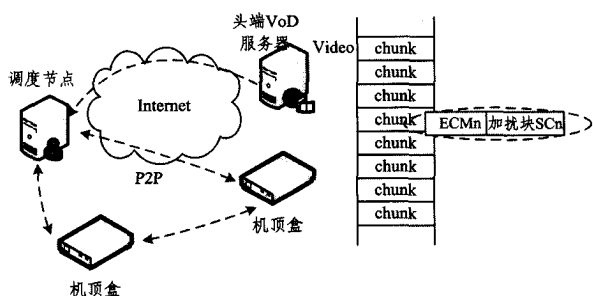 头端VoD
服务器
Video
调度节点
Internet
P2P
机顶盒
机顶盒
chunk
chunk
chunk
chunk
ECMn
加扰块SCn
chunk
chunk
chunk
chunk